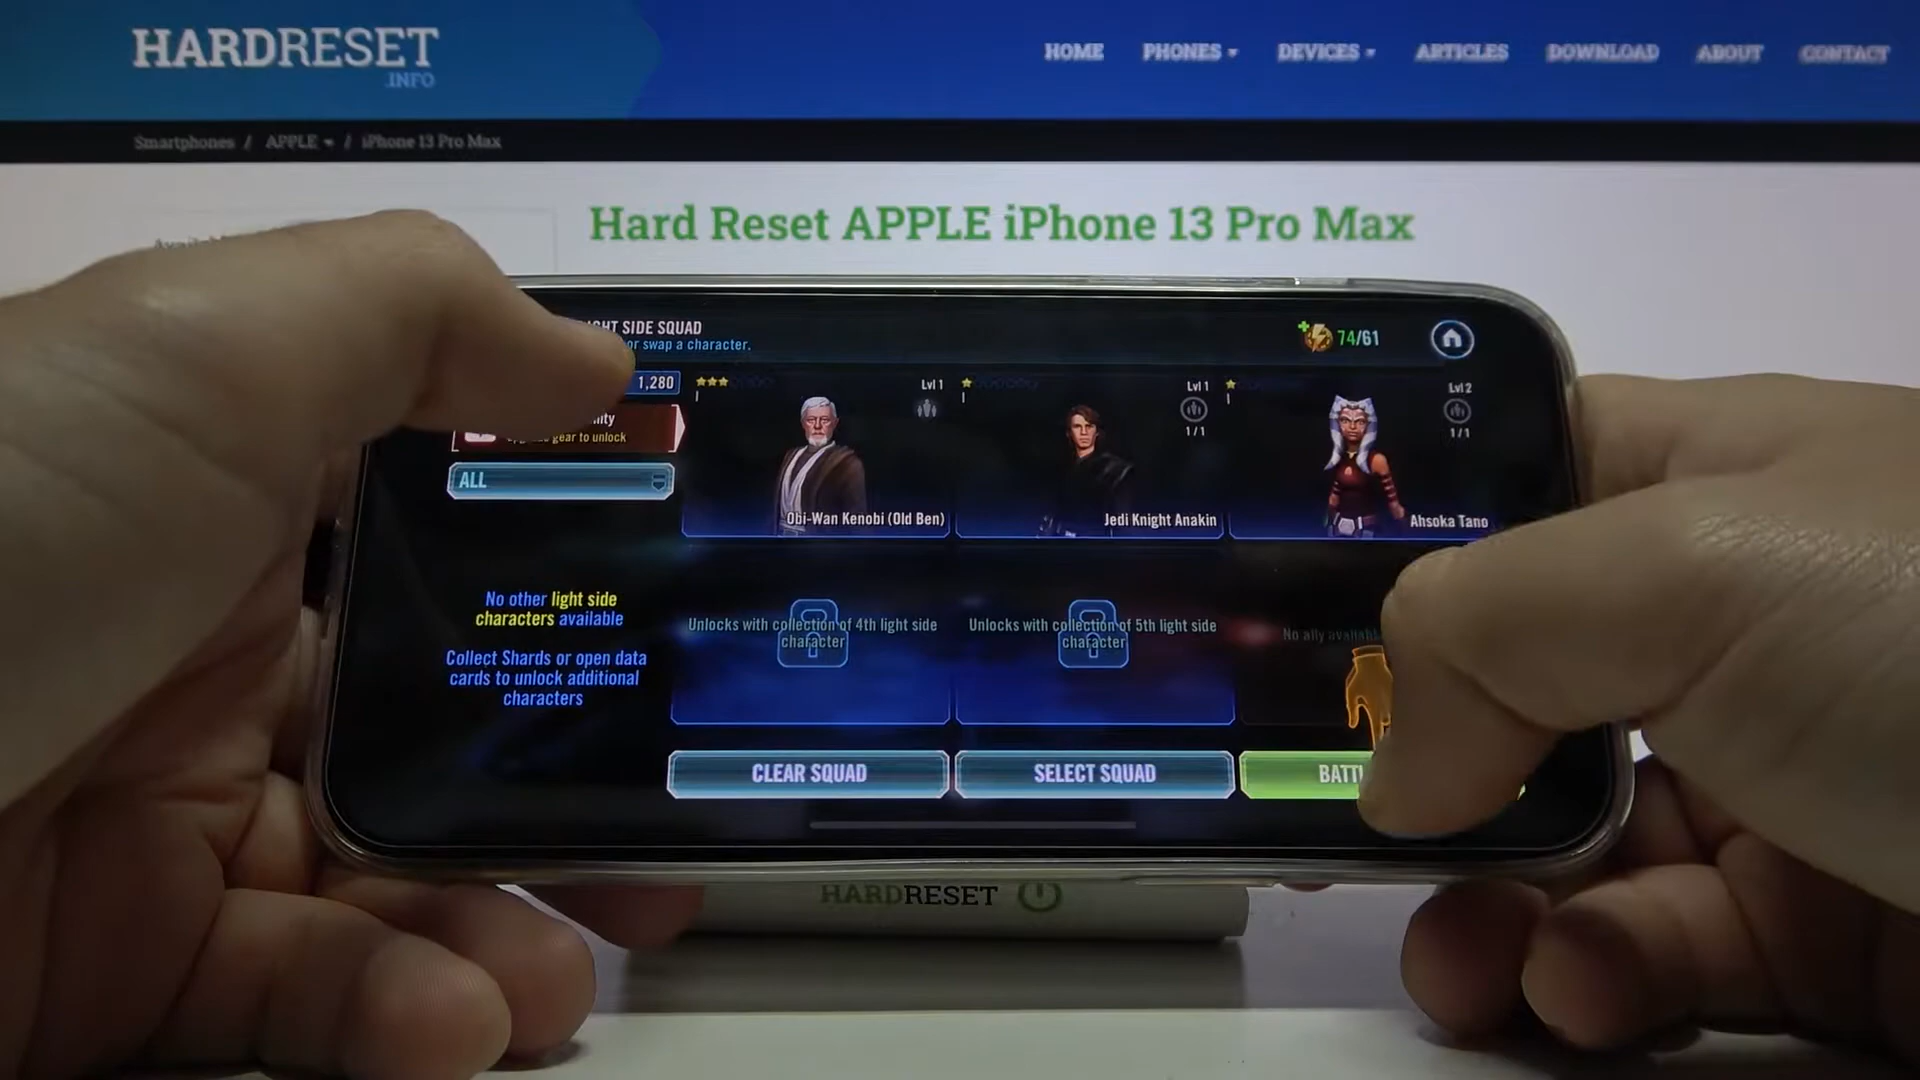 HARDRESET
.INFO
HOME PHONES DEVICES ARTICLES DOWNLOAD ABOUT CONTACT
Smartphones / APPLE / iPhone 13 Pro Max
Hard Reset APPLE iPhone 13 Pro Max
SIDE SQUAD
or swap a character.
74/61
1,280
gear to unlock
ALL
Lvl 1
Obi-Wan Kenobi (Old Ben)
Lvl 1
1/1
Jedi Knight Anakin
Lvl 2
1/1
Ahsoka Tano
No other light side
characters available
Collect Shards or open data
cards to unlock additional
characters
Unlocks with collection of 4th light side
character
Unlocks with collection of 5th light side
character
No ally
CLEAR SQUAD
SELECT SQUAD
HARDRESET